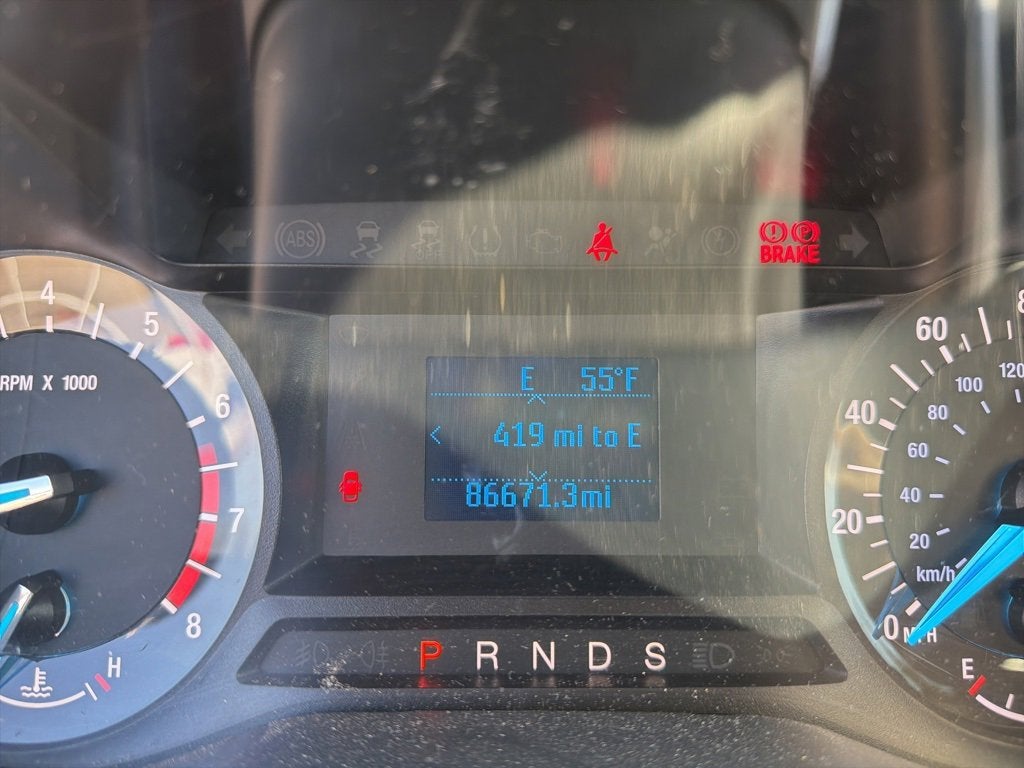 ABS
BRAKE
4
5
6
7
8
RPM X 1000
H
E 55°F
< 419 mi to E
86671.3mi
P R N D S
60
40
20
0 MPH
120
100
80
60
40
20
km/h
E